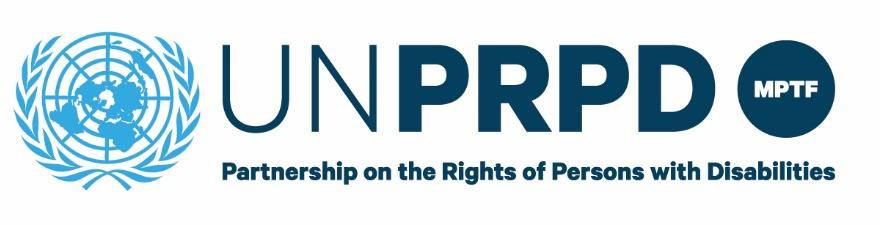 UNPRPD MPTF
Partnership on the Rights of Persons with Disabilities